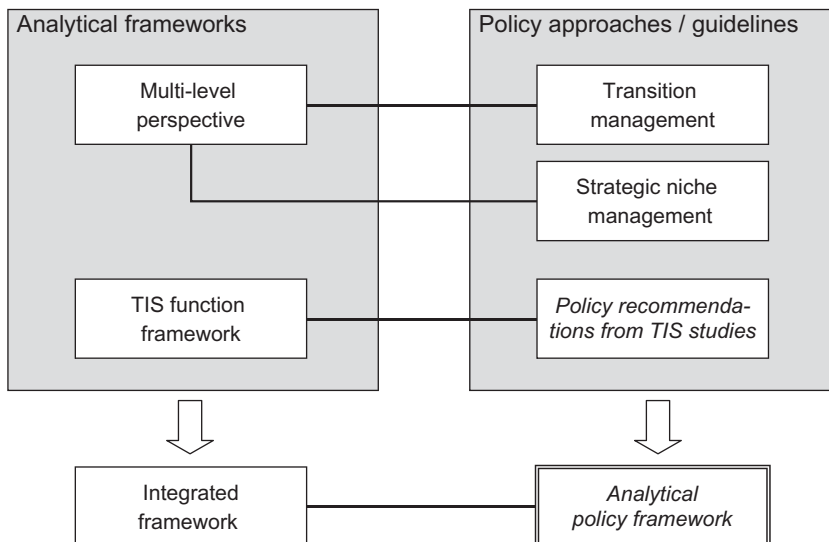 Analytical frameworks
Policy approaches / guidelines
Multi-level
perspective
Transition
management
Strategic niche
management
TIS function
framework
Policy recommenda-
tions from TIS studies
Integrated
framework
Analytical
policy framework